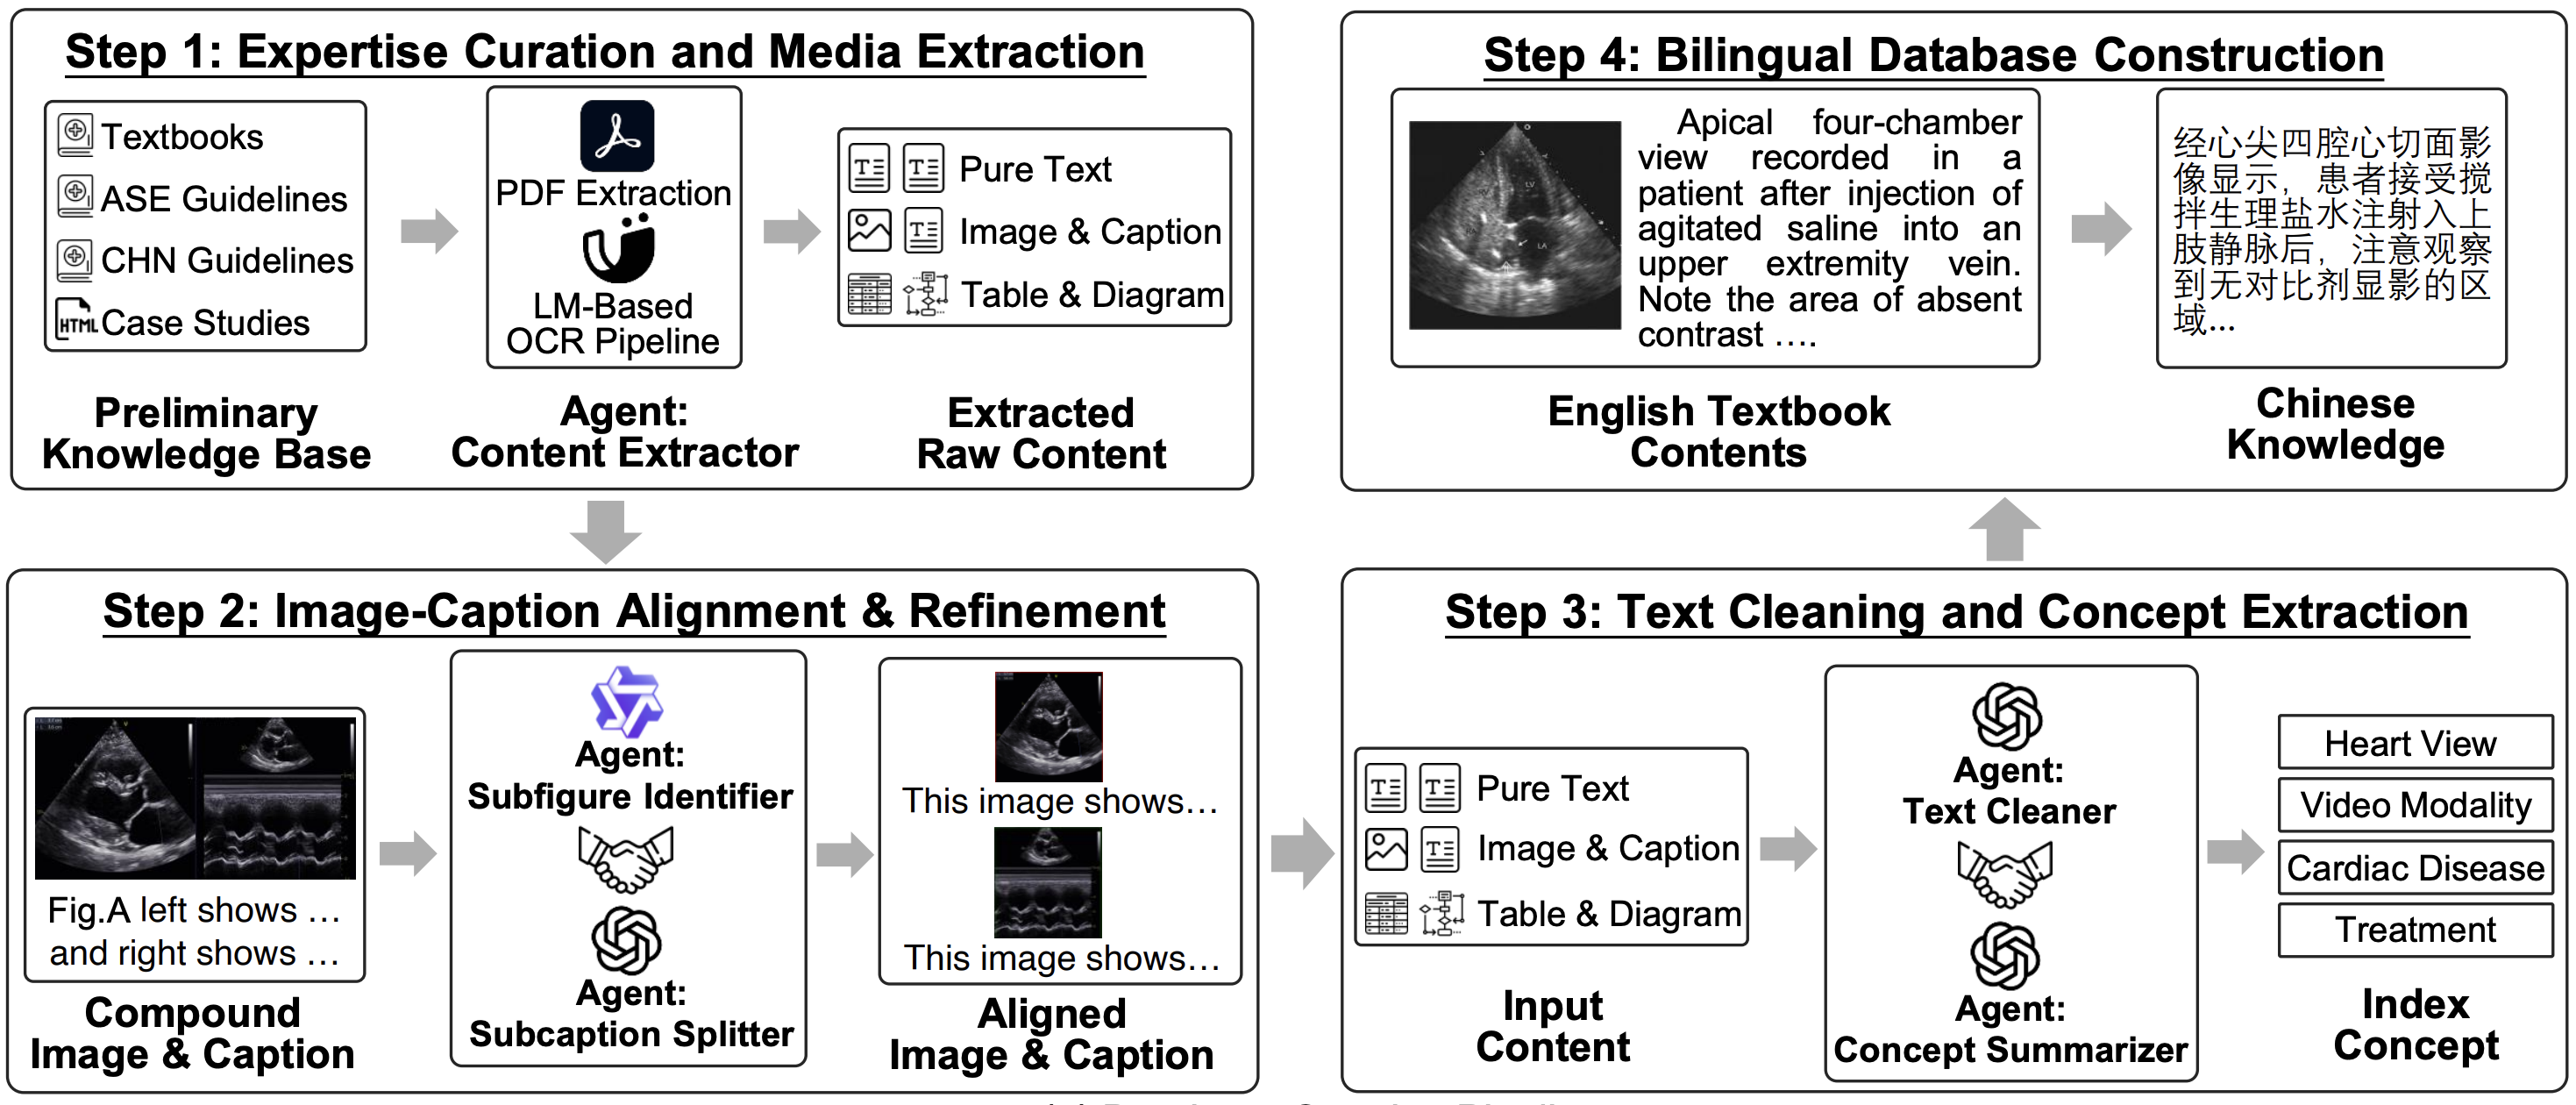 Step 1: Expertise Curation and Media Extraction
Textbooks
ASE Guidelines
CHN Guidelines
HTML Case Studies
Preliminary
Knowledge Base
PDF Extraction
LM-Based
OCR Pipeline
Agent:
Content Extractor
Pure Text
Image & Caption
Table & Diagram
Extracted
Raw Content
Step 2: Image-Caption Alignment & Refinement
Fig.A left shows …
and right shows …
Compound
Image & Caption
Agent:
Subfigure Identifier
Agent:
Subcaption Splitter
This image shows…
This image shows…
Aligned
Image & Caption
Step 3: Text Cleaning and Concept Extraction
Pure Text
Image & Caption
Table & Diagram
Input
Content
Agent:
Text Cleaner
Agent:
Concept Summarizer
Heart View
Video Modality
Cardiac Disease
Treatment
Index
Concept
Step 4: Bilingual Database Construction
LV
LA
Apical four-chamber
view recorded in a
patient after injection of
agitated saline into an
upper extremity vein.
Note the area of absent
contrast ….
English Textbook
Contents
经心尖四腔心切面影
像显示，患者接受搅
拌生理盐水注射入上
肢静脉后，注意观察
到无对比剂显影的区
域...
Chinese
Knowledge